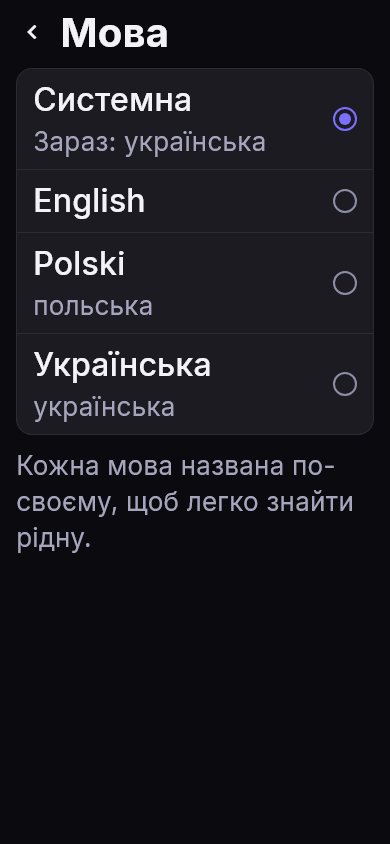 Мова
Системна
Зараз: українська
English
Polski
польська
Українська
українська
Кожна мова названа по-
своєму, щоб легко знайти
рідну.